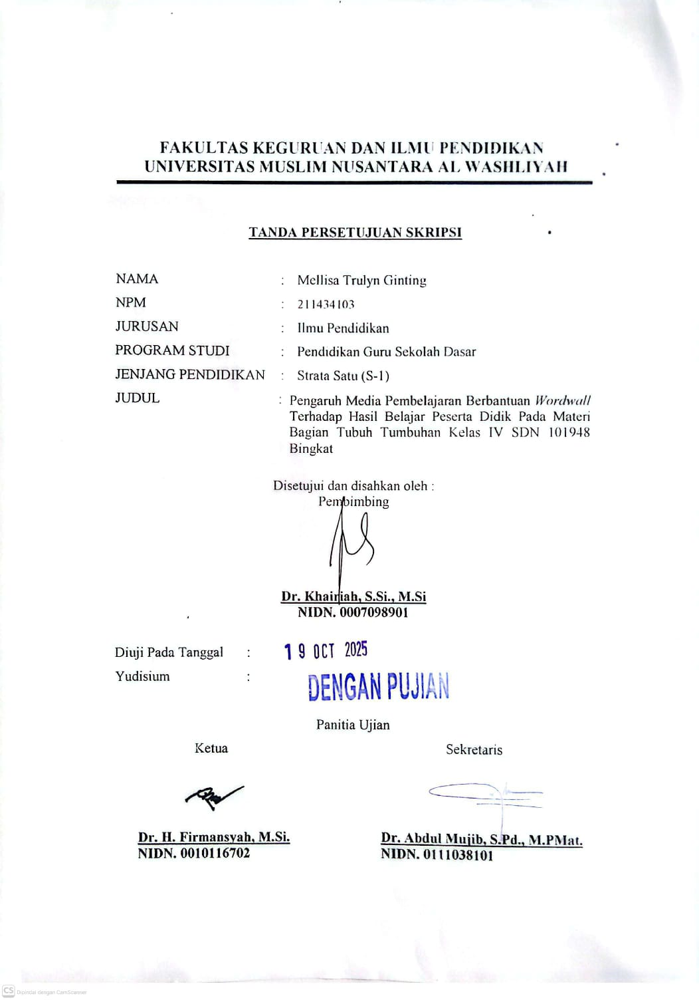 FAKULTAS KEGURUAN DAN ILMU PENDIDIKAN
UNIVERSITAS MUSLIM NUSANTARA AL WASHLIYAH
TANDA PERSETUJUAN SKRIPSI
NAMA : Mellisa Trulyn Ginting
NPM : 211434103
JURUSAN : Ilmu Pendidikan
PROGRAM STUDI : Pendidikan Guru Sekolah Dasar
JENJANG PENDIDIKAN : Strata Satu (S-1)
JUDUL : Pengaruh Media Pembelajaran Berbantuan Wordwall
Terhadap Hasil Belajar Peserta Didik Pada Materi
Bagian Tubuh Tumbuhan Kelas IV SDN 101948
Bingkat
Disetujui dan disahkan oleh :
Pembimbing
Dr. Khairiah, S.Si., M.Si
NIDN. 0007098901
Diuji Pada Tanggal : 19 OCT 2025
Yudisium : DENGAN PUJIAN
Panitia Ujian
Ketua Sekretaris
Dr. H. Firmansyah, M.Si. Dr. Abdul Mujib, S.Pd., M.PMat.
NIDN. 0010116702 NIDN. 0111038101
CS Dipindai dengan CamScanner